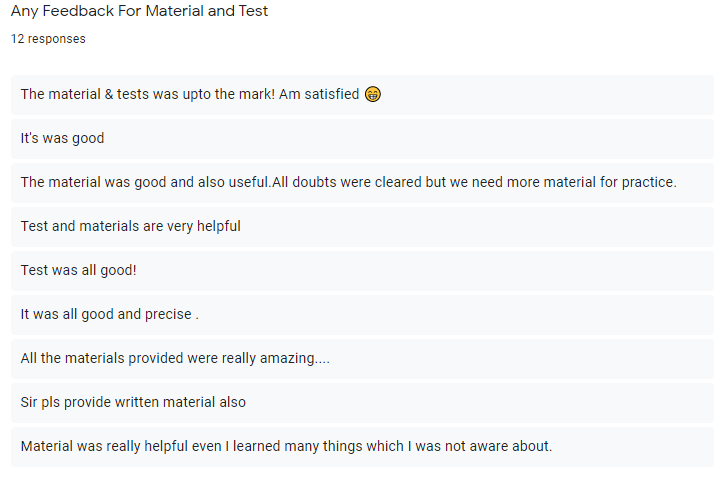 Any Feedback For Material and Test
12 responses
The material & tests was upto the mark! Am satisfied 😁
It's was good
The material was good and also useful.All doubts were cleared but we need more material for practice.
Test and materials are very helpful
Test was all good!
It was all good and precise .
All the materials provided were really amazing....
Sir pls provide written material also
Material was really helpful even I learned many things which I was not aware about.